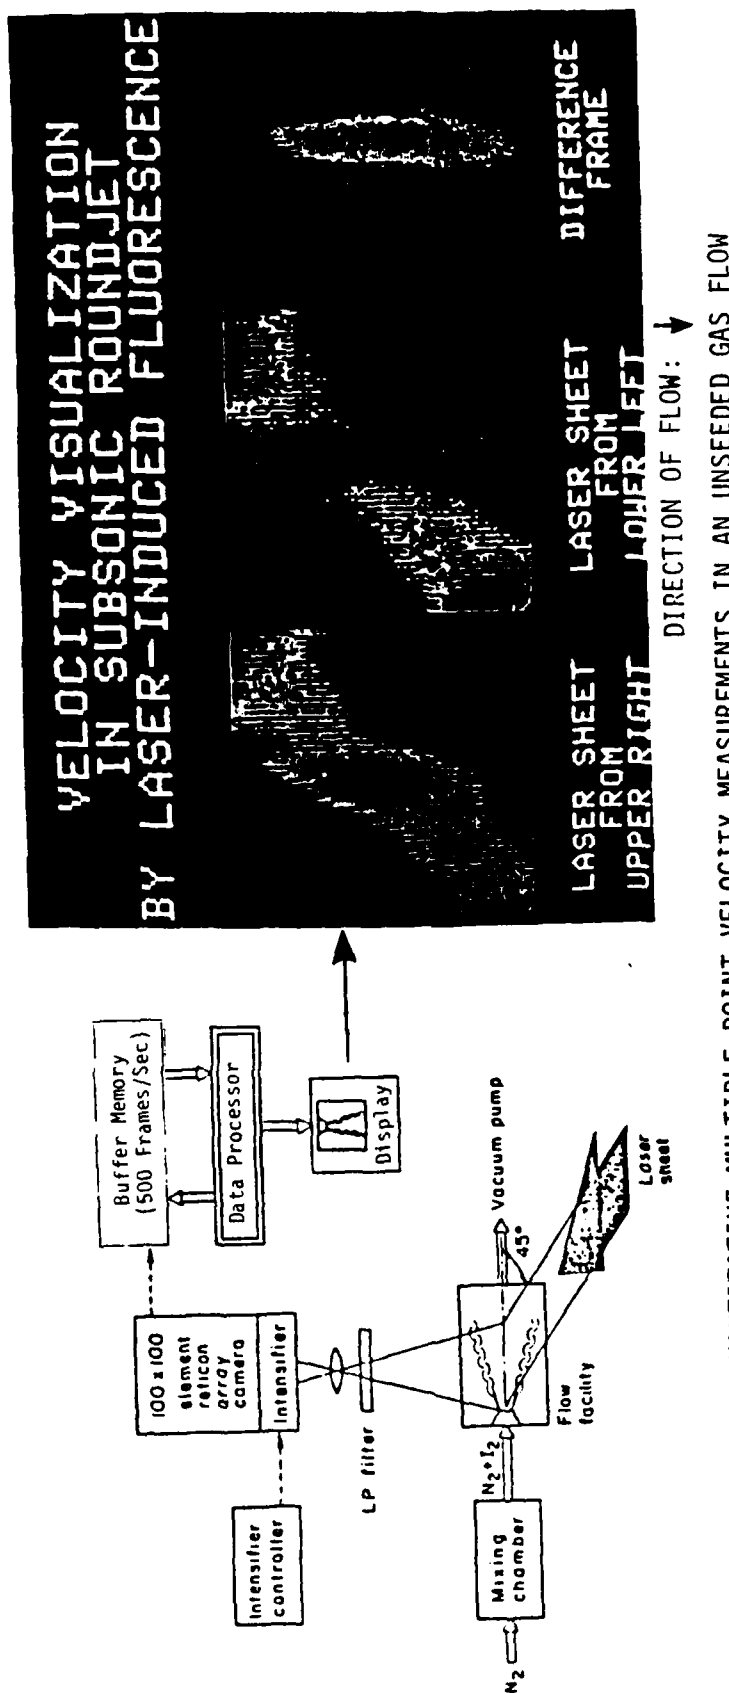 VELOCITY VISUALIZATION
IN SUBSONIC ROUNDJET
BY LASER-INDUCED FLUORESCENCE
LASER SHEET
FROM
UPPER RIGHT
LASER SHEET
FROM
LOWER LEFT
DIFFERENCE
FRAME
DIRECTION OF FLOW:
Intensifier
controller
100 x 100
element
reticon
array
camera
Intensifier
Buffer Memory
(500 Frames/Sec)
Data Processor
Display
LP filter
N2
Mixing
chamber
N2+I2
Flow
facility
Vacuum pump
45°
Laser
sheet
MULTIPLE POINT VELOCITY MEASUREMENTS IN AN UNSEEDED GAS FLOW